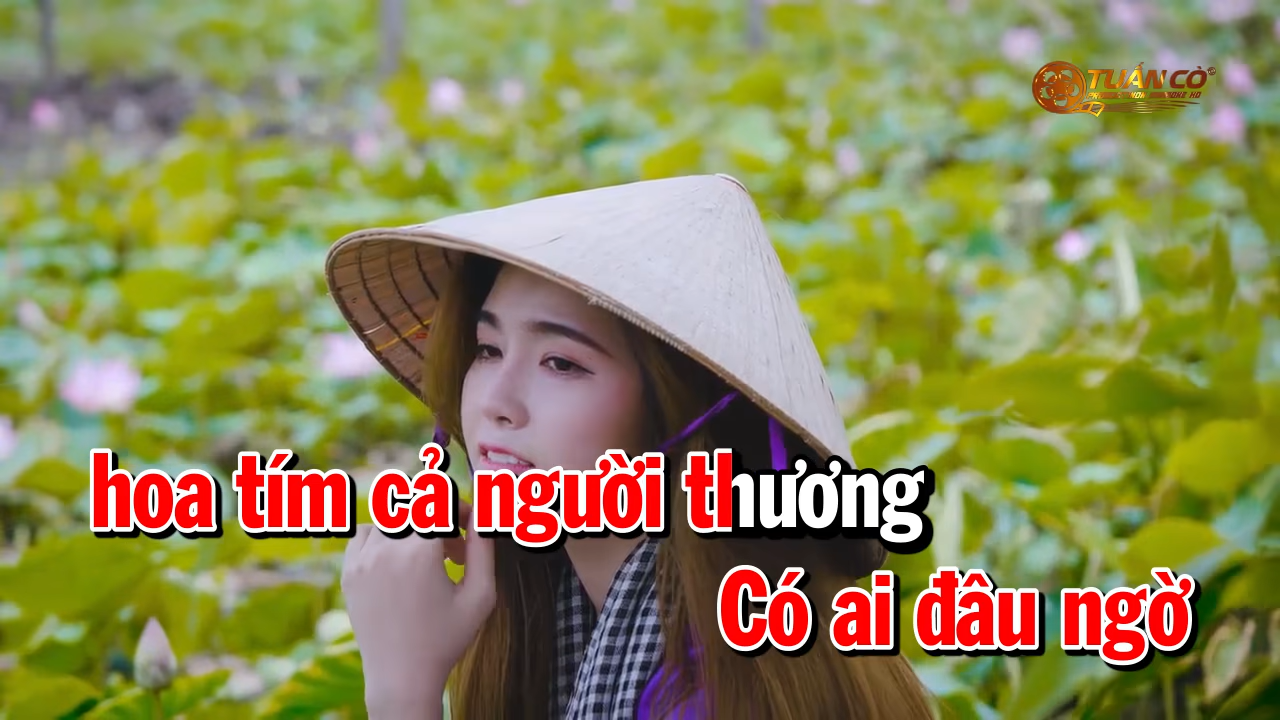 TUẤN CÒ
hoa tím cả người thương
Có ai đâu ngờ